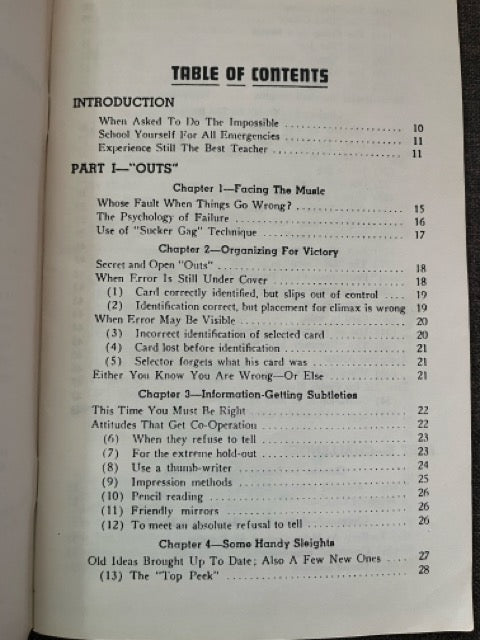 TABLE OF CONTENTS
INTRODUCTION
When Asked To Do The Impossible ........................ 10
School Yourself For All Emergencies ........................ 11
Experience Still The Best Teacher ........................ 11
PART I—"OUTS"
Chapter 1—Facing The Music
Whose Fault When Things Go Wrong? ........................ 15
The Psychology of Failure ........................ 16
Use of "Sucker Gag" Technique ........................ 17
Chapter 2—Organizing For Victory
Secret and Open "Outs" ........................ 18
When Error Is Still Under Cover ........................ 18
(1) Card correctly identified, but slips out of control .... 19
(2) Identification correct, but placement for climax is wrong 19
When Error May Be Visible ........................ 20
(3) Incorrect identification of selected card ................ 20
(4) Card lost before identification ........................ 21
(5) Selector forgets what his card was .................... 21
Either You Know You Are Wrong—Or Else ................ 21
Chapter 3—Information-Getting Subtleties
This Time You Must Be Right ........................ 22
Attitudes That Get Co-Operation ........................ 22
(6) When they refuse to tell ........................ 23
(7) For the extreme hold-out ........................ 23
(8) Use a thumb-writer ........................ 24
(9) Impression methods ........................ 25
(10) Pencil reading ........................ 26
(11) Friendly mirrors ........................ 26
(12) To meet an absolute refusal to tell .................... 26
Chapter 4—Some Handy Sleights
Old Ideas Brought Up To Date; Also A Few New Ones .... 27
(13) The "Top Peek" ........................ 28